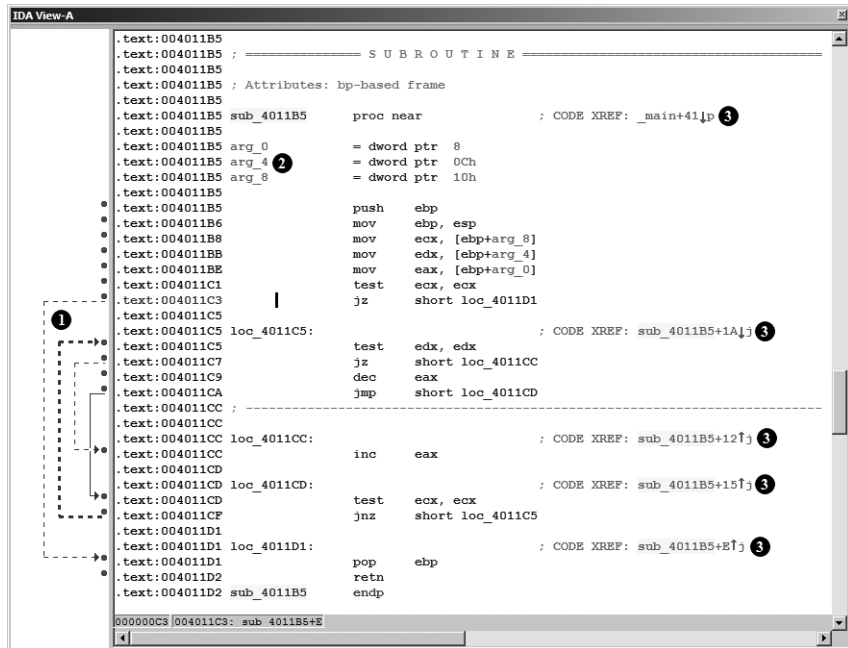 IDA View-A
.text:004011B5
.text:004011B5 ; =============== S U B R O U T I N E =======================================
.text:004011B5
.text:004011B5 ; Attributes: bp-based frame
.text:004011B5
.text:004011B5 sub_4011B5 proc near ; CODE XREF: _main+41↓p 3
.text:004011B5
.text:004011B5 arg_0 = dword ptr 8
.text:004011B5 arg_4 2 = dword ptr 0Ch
.text:004011B5 arg_8 = dword ptr 10h
.text:004011B5
.text:004011B5 push ebp
.text:004011B6 mov ebp, esp
.text:004011B8 mov ecx, [ebp+arg_8]
.text:004011BB mov edx, [ebp+arg_4]
.text:004011BE mov eax, [ebp+arg_0]
.text:004011C1 test ecx, ecx
.text:004011C3 jz short loc_4011D1
.text:004011C5
1
.text:004011C5 loc_4011C5: ; CODE XREF: sub_4011B5+1A↓j 3
.text:004011C5 test edx, edx
.text:004011C7 jz short loc_4011CC
.text:004011C9 dec eax
.text:004011CA jmp short loc_4011CD
.text:004011CC ; ---------------------------------------------------------------------------
.text:004011CC
.text:004011CC loc_4011CC: ; CODE XREF: sub_4011B5+12↑j 3
.text:004011CC inc eax
.text:004011CD
.text:004011CD loc_4011CD: ; CODE XREF: sub_4011B5+15↑j 3
.text:004011CD test ecx, ecx
.text:004011CF jnz short loc_4011C5
.text:004011D1
.text:004011D1 loc_4011D1: ; CODE XREF: sub_4011B5+E↑j 3
.text:004011D1 pop ebp
.text:004011D2 retn
.text:004011D2 sub_4011B5 endp
000000C3 004011C3: sub_4011B5+E